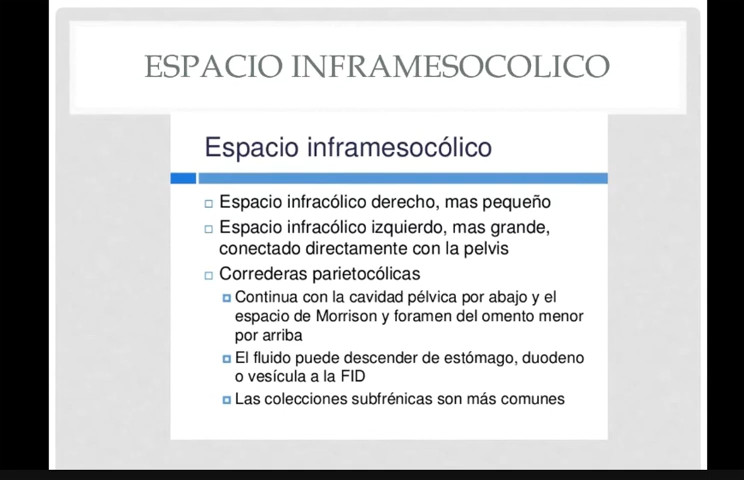 ESPACIO INFRAMESOCOLICO
Espacio inframesocólico
Espacio infracólico derecho, mas pequeño
Espacio infracólico izquierdo, mas grande,
conectado directamente con la pelvis
Correderas parietocólicas
Continua con la cavidad pélvica por abajo y el
espacio de Morrison y foramen del omento menor
por arriba
El fluido puede descender de estómago, duodeno
o vesícula a la FID
Las colecciones subfrénicas son más comunes